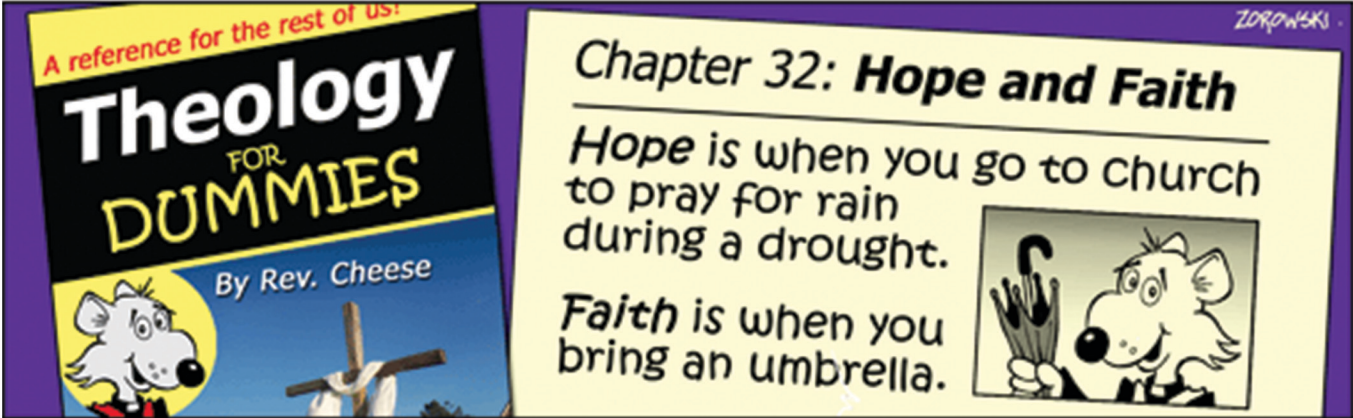 A reference for the rest of us!
Theology
FOR
DUMMIES
By Rev. Cheese
ZOROWSKI.
Chapter 32: Hope and Faith
Hope is when you go to church
to pray for rain
during a drought.
Faith is when you
bring an umbrella.